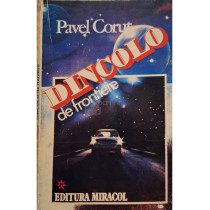 Pavel Coruț
DINCOLO
de frontiere
EDITURA MIRACOL